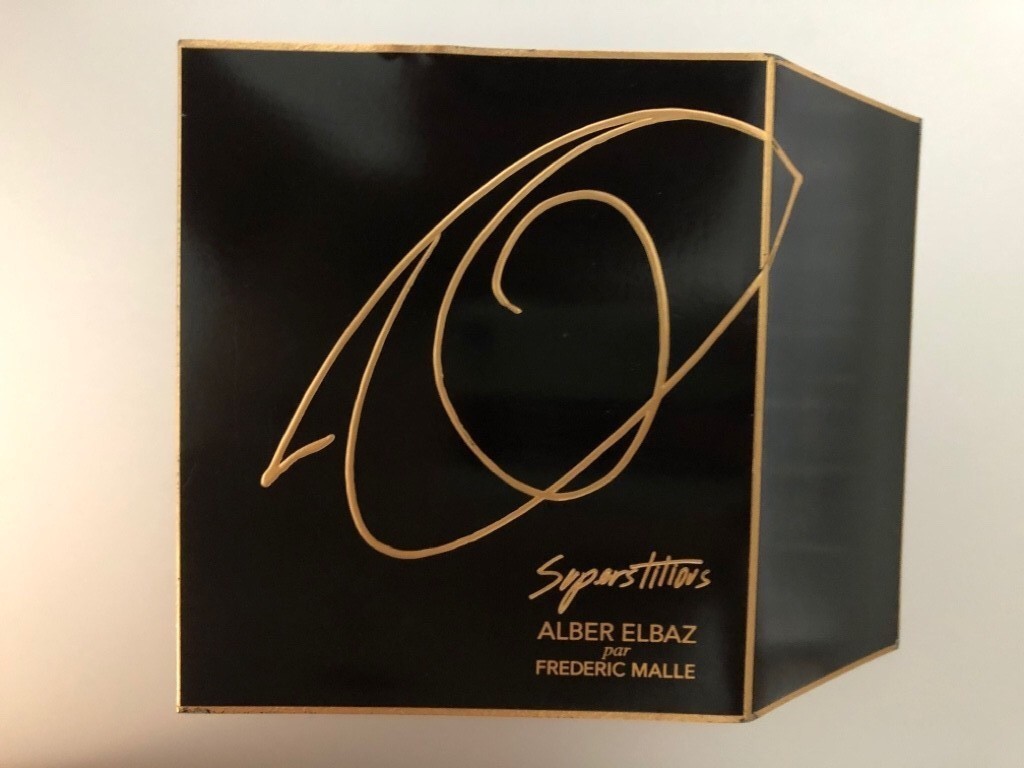 Superstitious
ALBER ELBAZ
par
FREDERIC MALLE